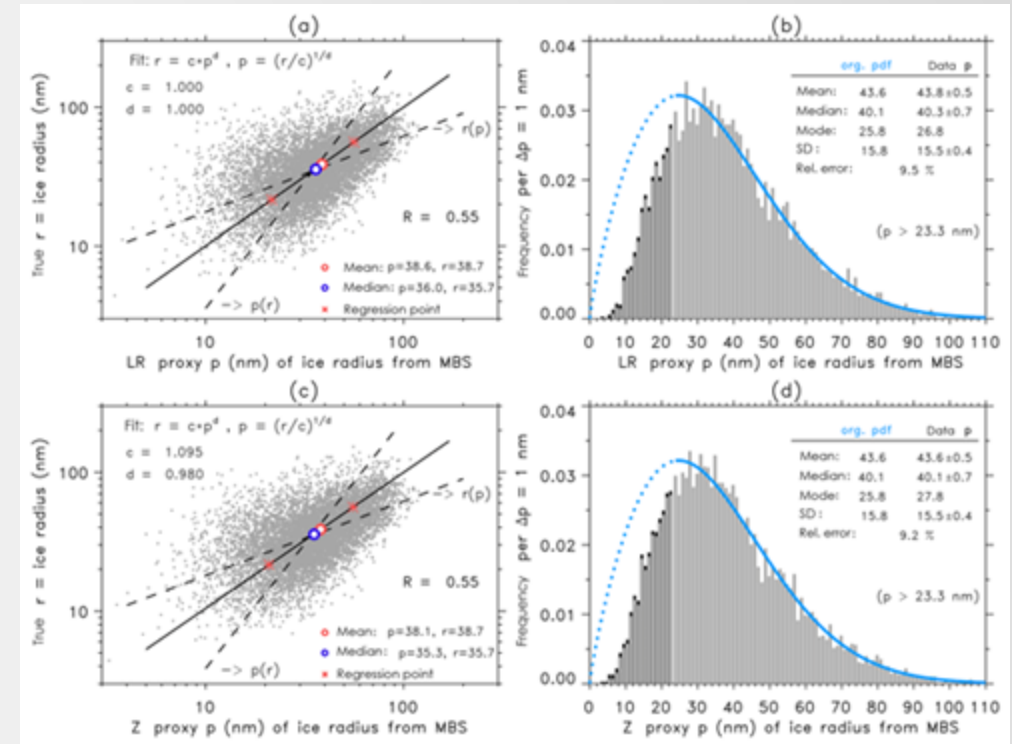 (a)
Fit: r = c∗p^d , p = (r/c)^1/d
c = 1.000
d = 1.000
−> r(p)
R = 0.55
Mean: p=38.6, r=38.7
Median: p=36.0, r=35.7
Regression point
−> p(r)
True r = ice radius (nm)
100
10
10 100
LR proxy p (nm) of ice radius from MBS
(b)
org. pdf Data p
Mean: 43.6 43.8±0.5
Median: 40.1 40.3±0.7
Mode: 25.8 26.8
SD : 15.8 15.5±0.4
Rel. error: 9.5 %
(p > 23.3 nm)
Frequency per Δp = 1 nm
0.04
0.03
0.02
0.01
0.00
0 10 20 30 40 50 60 70 80 90 100 110
LR proxy p (nm) of ice radius from MBS
(c)
Fit: r = c∗p^d , p = (r/c)^1/d
c = 1.095
d = 0.980
−> r(p)
R = 0.55
Mean: p=38.1, r=38.7
Median: p=35.3, r=35.7
Regression point
−> p(r)
True r = ice radius (nm)
100
10
10 100
Z proxy p (nm) of ice radius from MBS
(d)
org. pdf Data p
Mean: 43.6 43.6±0.5
Median: 40.1 40.1±0.7
Mode: 25.8 27.8
SD : 15.8 15.5±0.4
Rel. error: 9.2 %
(p > 23.3 nm)
Frequency per Δp = 1 nm
0.04
0.03
0.02
0.01
0.00
0 10 20 30 40 50 60 70 80 90 100 110
Z proxy p (nm) of ice radius from MBS